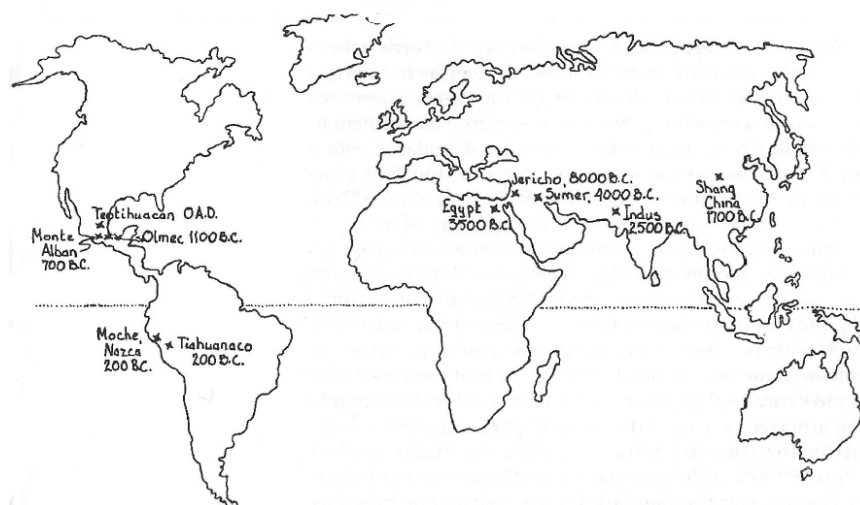 Teotihuacán 0 A.D.
Monte
Alban
700 B.C.
Olmec 1100 B.C.
Moche,
Nazca
200 B.C.
Tiahuanaco
200 B.C.
Jericho, 8000 B.C.
Sumer, 4000 B.C.
Egypt
3500 B.C.
Indus
2500 B.C.
Shang
China
1700 B.C.